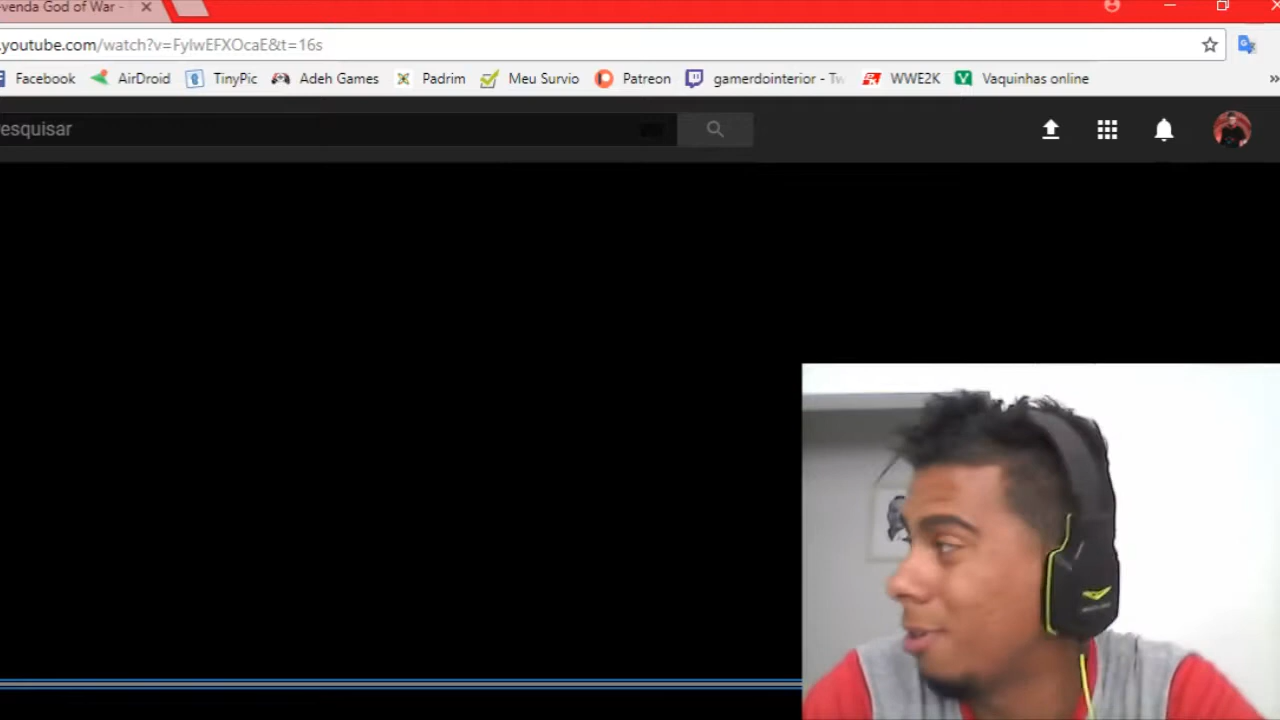 venda God of War -
.youtube.com/watch?v=FylwEFXOcaE&t=16s
Facebook AirDroid TinyPic Adeh Games Padrim Meu Survio Patreon gamerdointerior - Tw WWE2K Vaquinhas online »
esquisar